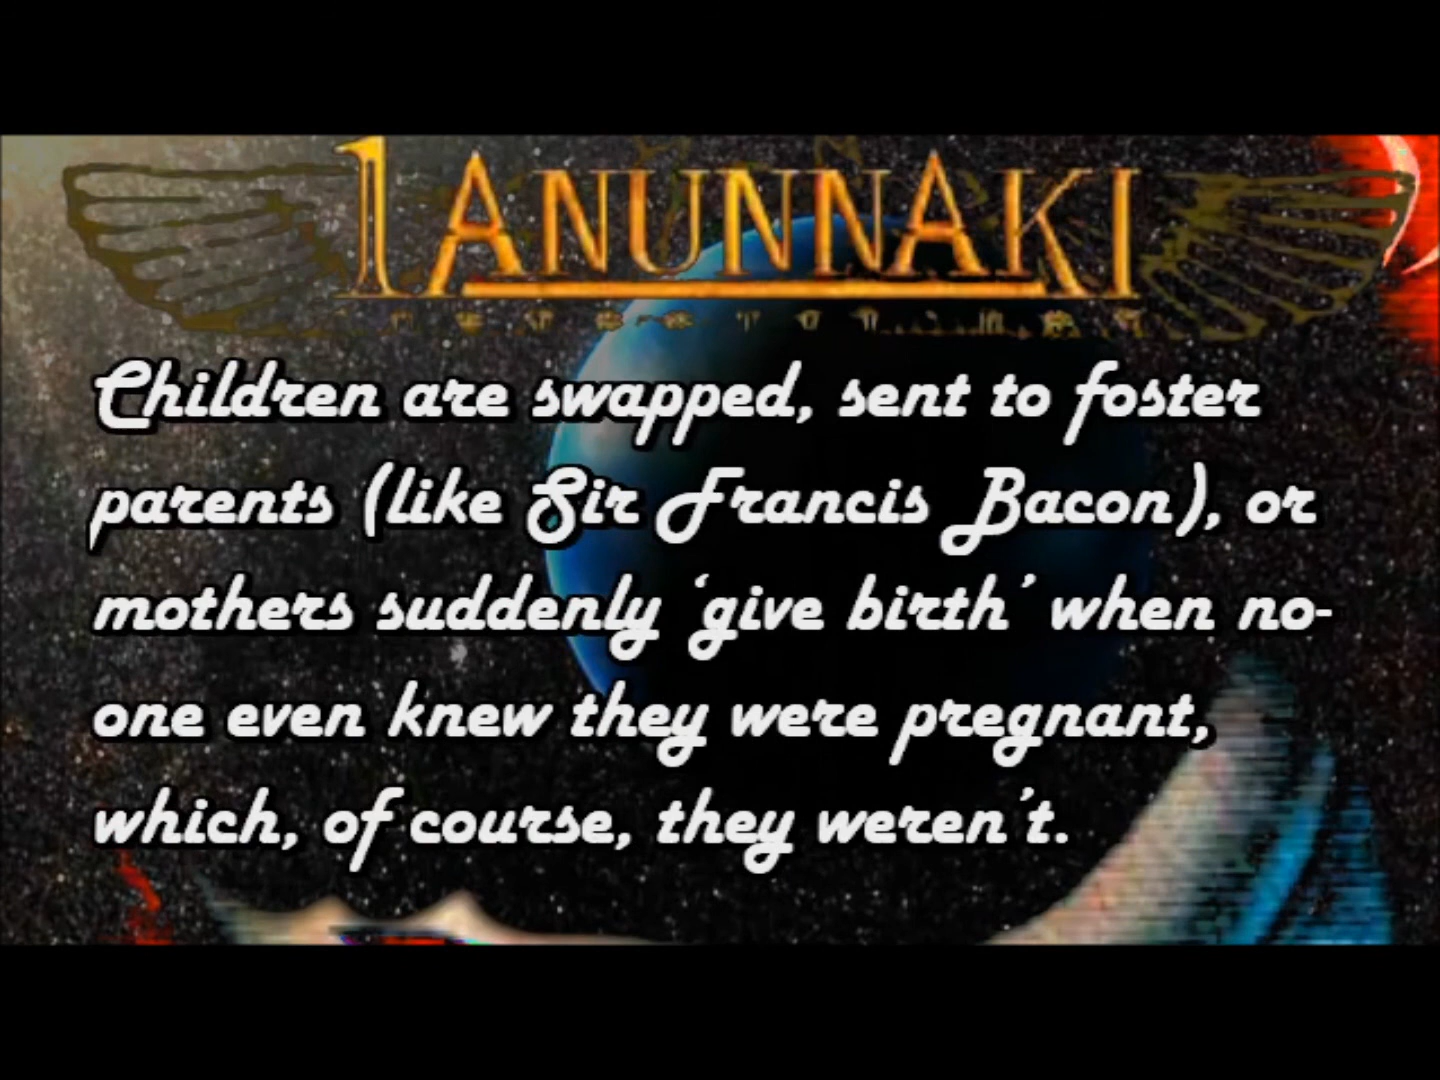 1ANUNNAKI
Children are swapped, sent to foster
parents (like Sir Francis Bacon), or
mothers suddenly ‘give birth’ when no-
one even knew they were pregnant,
which, of course, they weren’t.